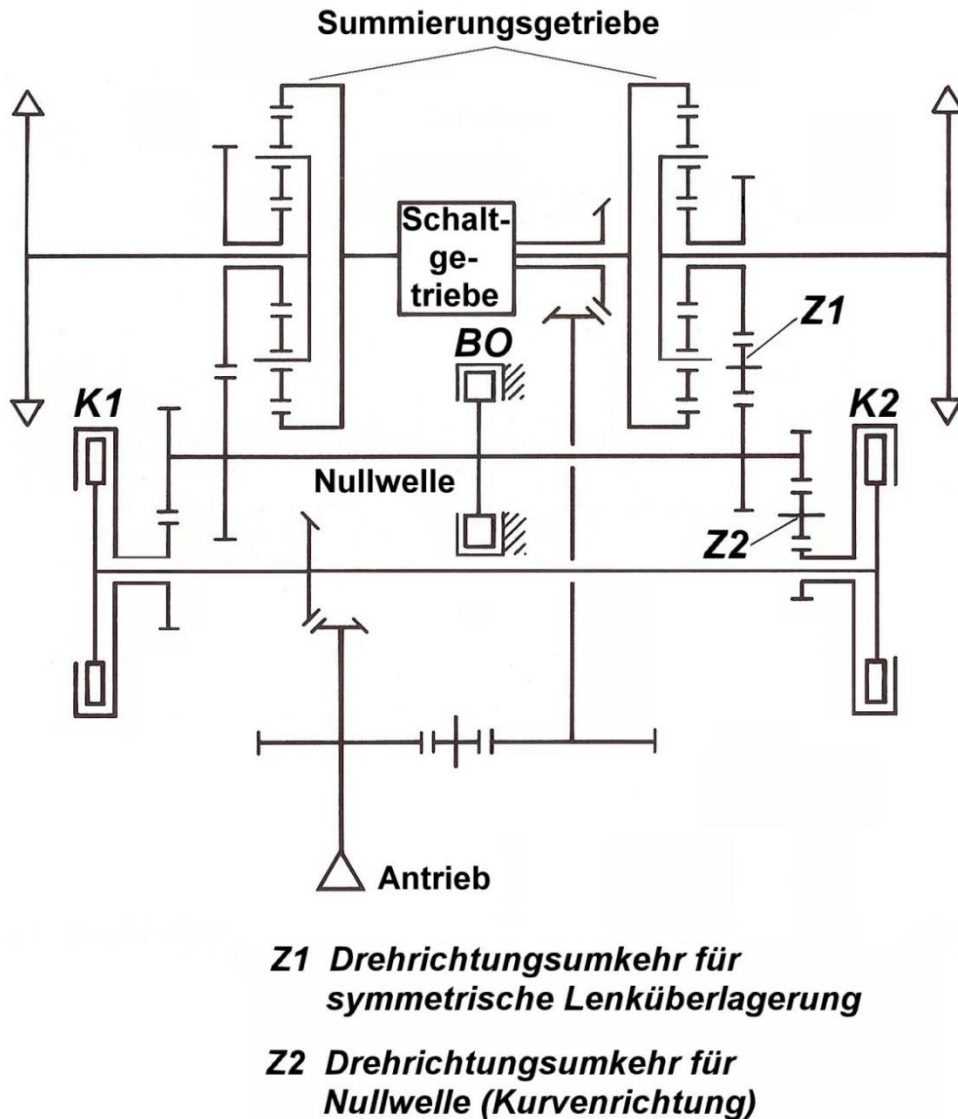 Summierungsgetriebe
Schalt-
ge-
triebe
Z1
BO
K1
K2
Nullwelle
Z2
Antrieb
Z1 Drehrichtungsumkehr für
symmetrische Lenküberlagerung
Z2 Drehrichtungsumkehr für
Nullwelle (Kurvenrichtung)